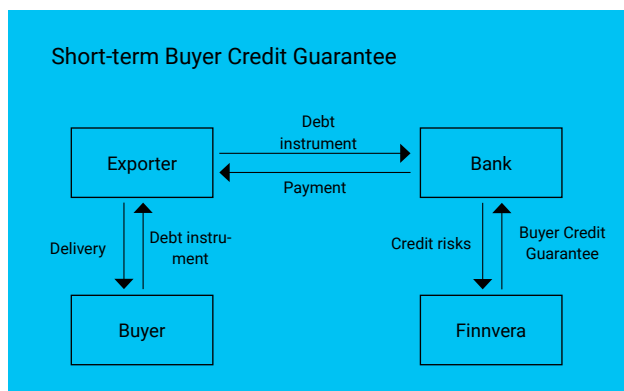 Short-term Buyer Credit Guarantee
Debt
instrument
Exporter
Bank
Payment
Delivery
Debt instru-
ment
Credit risks
Buyer Credit
Guarantee
Buyer
Finnvera